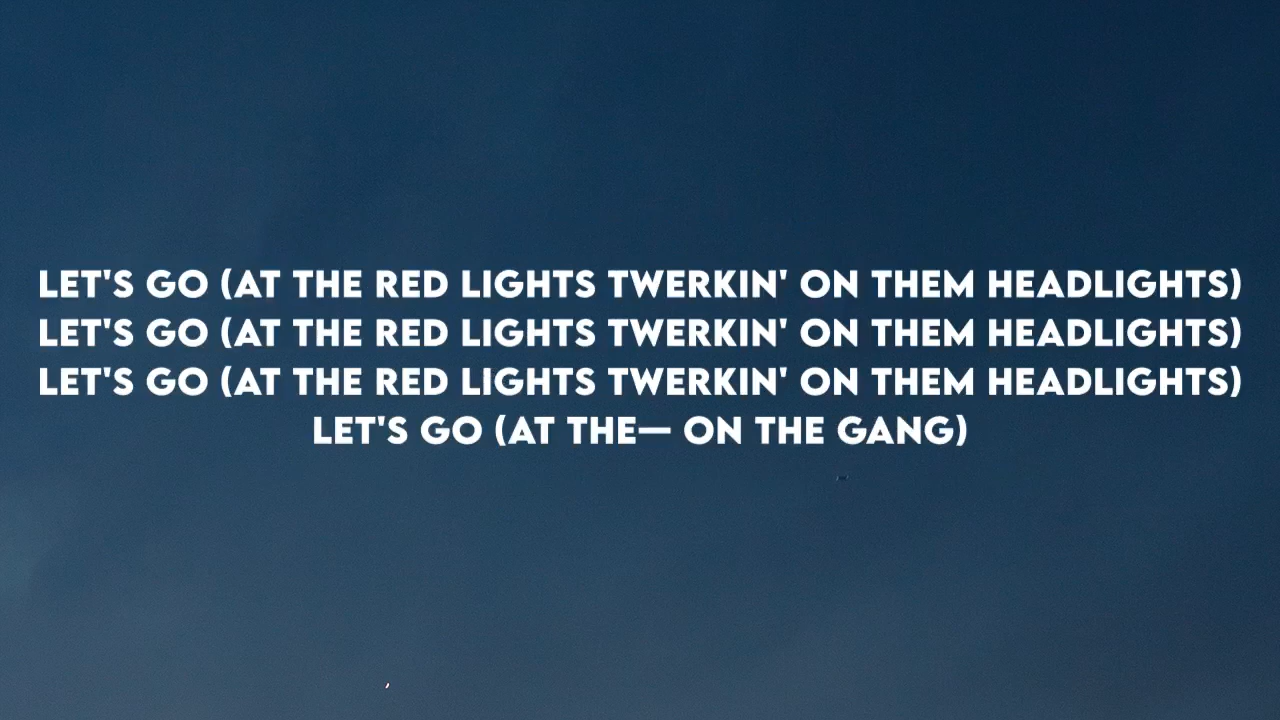 LET'S GO (AT THE RED LIGHTS TWERKIN' ON THEM HEADLIGHTS)
LET'S GO (AT THE RED LIGHTS TWERKIN' ON THEM HEADLIGHTS)
LET'S GO (AT THE RED LIGHTS TWERKIN' ON THEM HEADLIGHTS)
LET'S GO (AT THE— ON THE GANG)